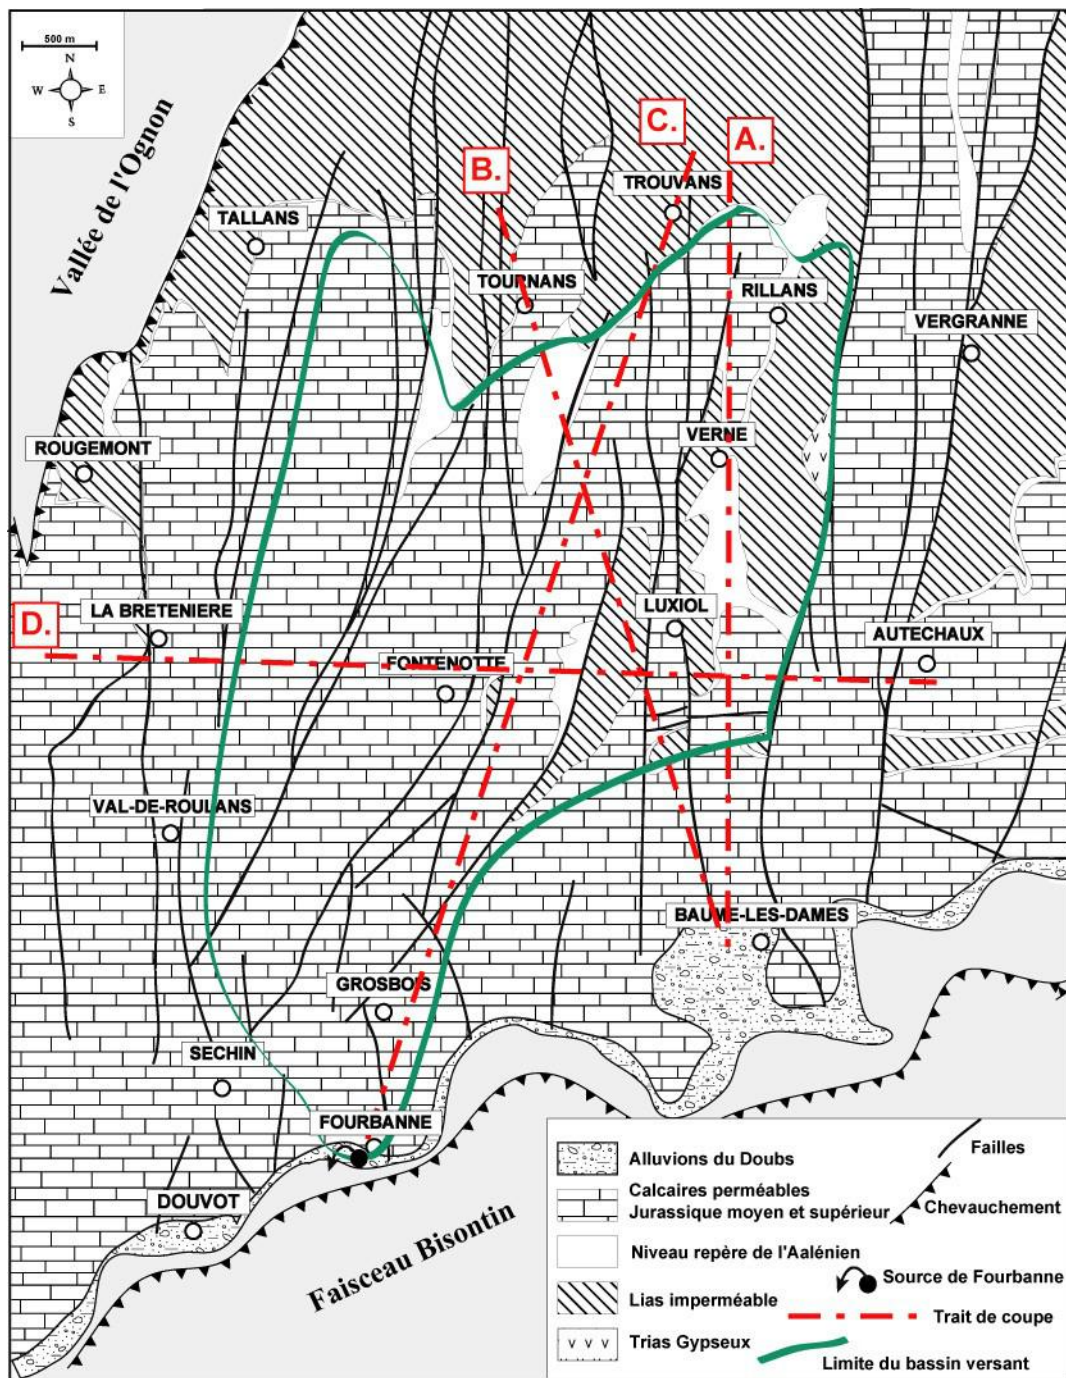 500 m
N
W E
S
Vallée de l'Ognon
C.
A.
B.
TROUVANS
TALLANS
TOURNANS
RILLANS
VERGRANNE
ROUGEMONT
VERNE
D.
LA BRETENIERE
LUXIOL
AUTECHAUX
FONTENOTTE
VAL-DE-ROULANS
BAUME-LES-DAMES
GROSBOIS
SECHIN
FOURBANNE
DOUVOT
Faisceau Bisontin
Alluvions du Doubs
Calcaires perméables
Jurassique moyen et supérieur
Niveau repère de l'Aalénien
Lias imperméable
Trias Gypseux
Failles
Chevauchement
Source de Fourbanne
Trait de coupe
Limite du bassin versant